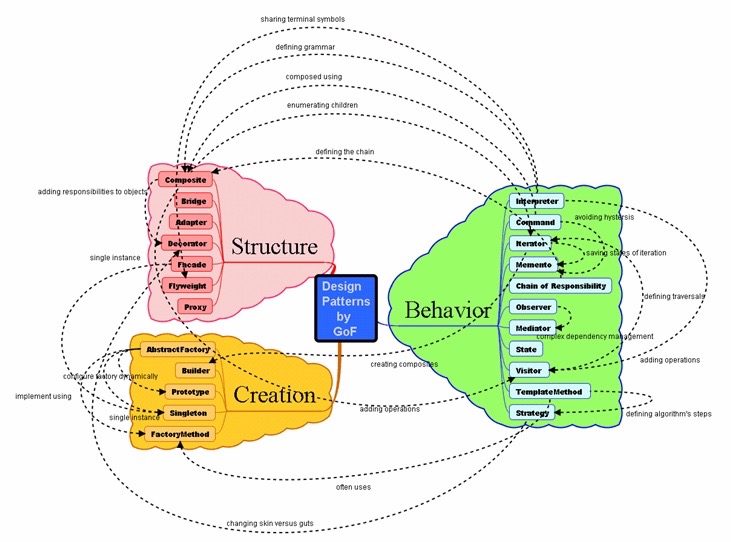 sharing terminal symbols
defining grammar
composed using
enumerating children
defining the chain
adding responsibilities to objects
single instance
Composite
Bridge
Adapter
Decorator
Facade
Flyweight
Proxy
Structure
Design
Patterns
by
GoF
Behavior
Interpreter
Command
Iterator
Memento
Chain of Responsibility
Observer
Mediator
State
Visitor
TemplateMethod
Strategy
avoiding hystersis
saving states of iteration
defining traversals
complex dependency management
adding operations
defining algorithm's steps
AbstractFactory
Builder
Prototype
Singleton
FactoryMethod
Creation
configure factory dynamically
implement using
single instance
creating composites
adding operations
often uses
changing skin versus guts